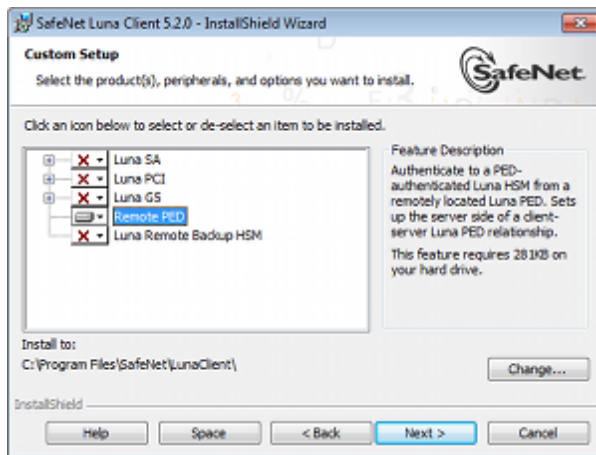 SafeNet Luna Client 5.2.0 - InstallShield Wizard
Custom Setup
Select the product(s), peripherals, and options you want to install.
SafeNet.
Click an icon below to select or de-select an item to be installed.
Luna SA
Luna PCI
Luna G5
Remote PED
Luna Remote Backup HSM
Feature Description
Authenticate to a PED-
authenticated Luna HSM from a
remotely located Luna PED. Sets
up the server side of a client-
server Luna PED relationship.
This feature requires 281KB on
your hard drive.
Install to:
C:\Program Files\SafeNet\LunaClient\
Change...
InstallShield
Help
Space
< Back
Next >
Cancel